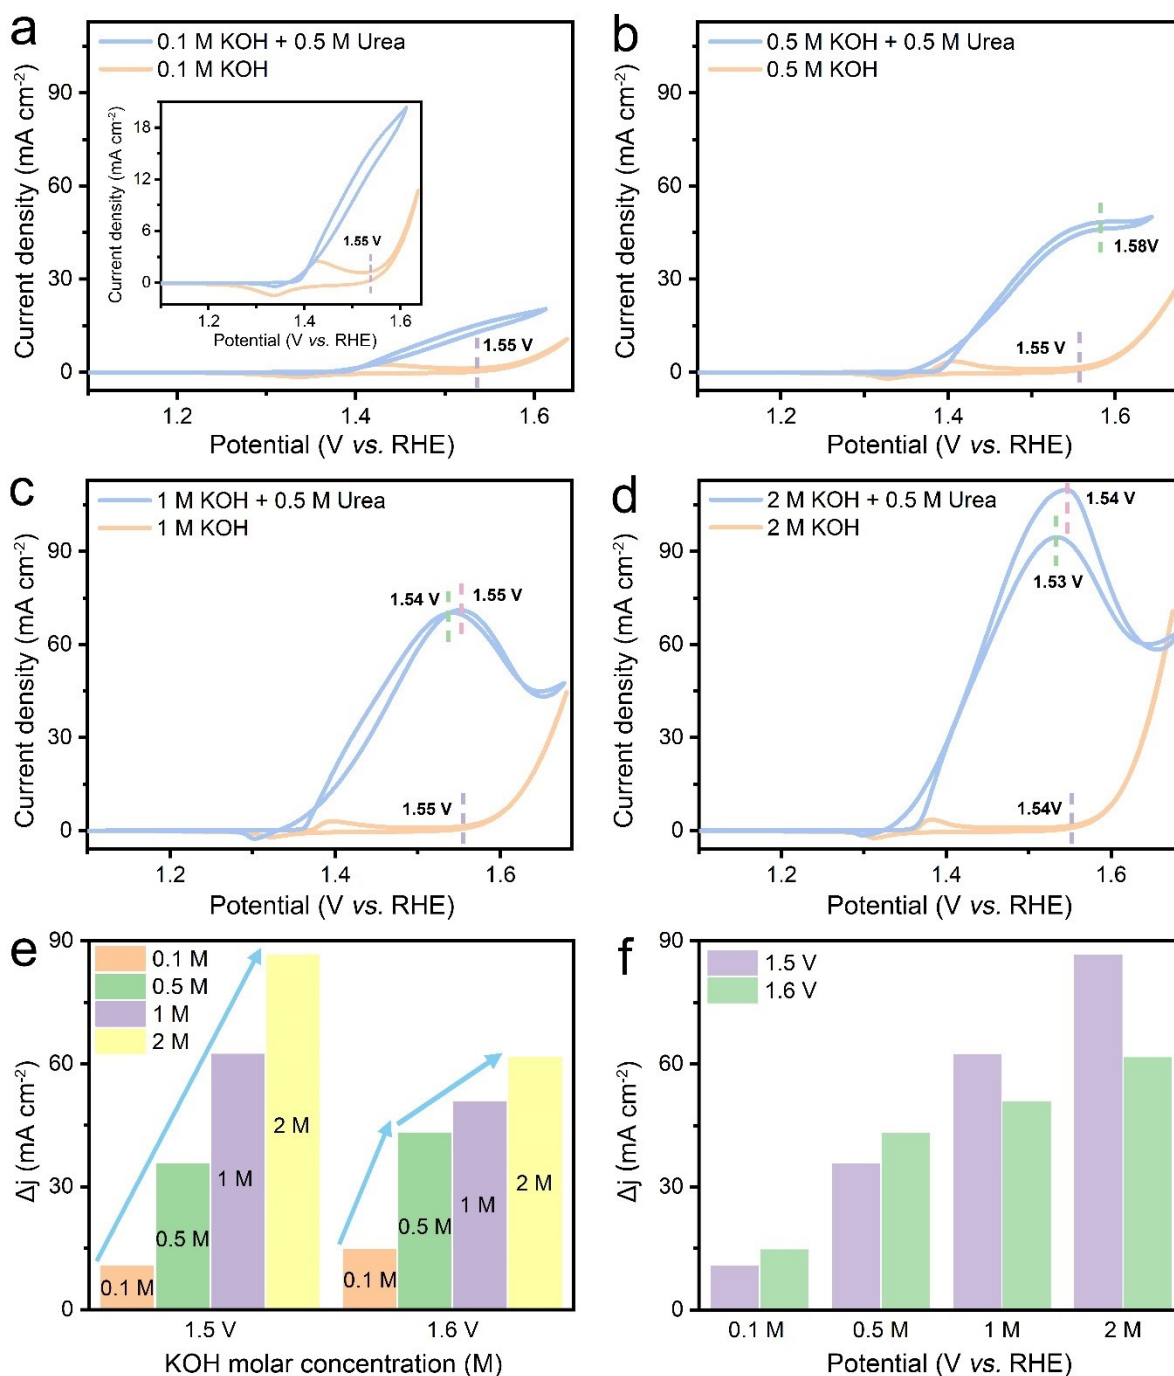 a
0.1 M KOH + 0.5 M Urea
0.1 M KOH
90
60
30
0
1.2
1.4
1.6
Current density (mA cm⁻²)
Potential (V vs. RHE)
18
12
6
0
1.2
1.4
1.6
Current density (mA cm⁻²)
Potential (V vs. RHE)
1.55 V
1.55 V
b
0.5 M KOH + 0.5 M Urea
0.5 M KOH
90
60
30
0
1.2
1.4
1.6
Current density (mA cm⁻²)
Potential (V vs. RHE)
1.58V
1.55 V
c
1 M KOH + 0.5 M Urea
1 M KOH
90
60
30
0
1.2
1.4
1.6
Current density (mA cm⁻²)
Potential (V vs. RHE)
1.54 V
1.55 V
1.55 V
d
2 M KOH + 0.5 M Urea
2 M KOH
90
60
30
0
1.2
1.4
1.6
Current density (mA cm⁻²)
Potential (V vs. RHE)
1.54 V
1.53 V
1.54V
e
0.1 M
0.5 M
1 M
2 M
90
60
30
0
Δj (mA cm⁻²)
0.1 M
0.5 M
1 M
2 M
0.1 M
0.5 M
1 M
2 M
1.5 V
1.6 V
KOH molar concentration (M)
f
1.5 V
1.6 V
90
60
30
0
Δj (mA cm⁻²)
0.1 M
0.5 M
1 M
2 M
Potential (V vs. RHE)